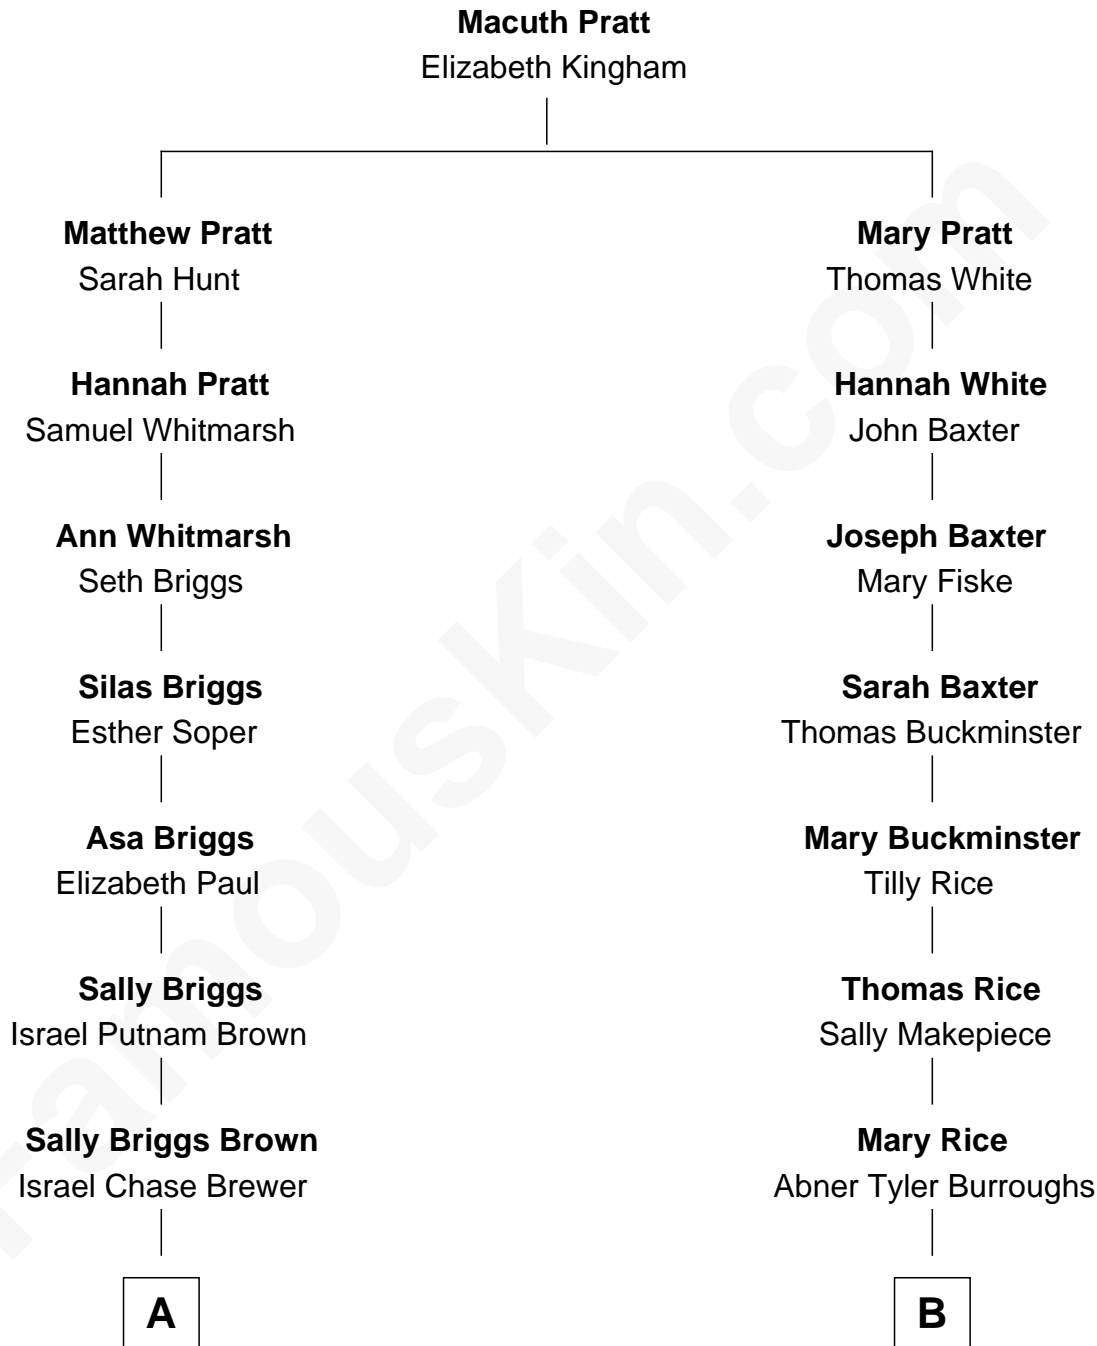 Macuth Pratt
Elizabeth Kingham
Matthew Pratt
Sarah Hunt
Mary Pratt
Thomas White
Hannah Pratt
Samuel Whitmarsh
Hannah White
John Baxter
Ann Whitmarsh
Seth Briggs
Joseph Baxter
Mary Fiske
Silas Briggs
Esther Soper
Sarah Baxter
Thomas Buckminster
Asa Briggs
Elizabeth Paul
Mary Buckminster
Tilly Rice
Sally Briggs
Israel Putnam Brown
Thomas Rice
Sally Makepiece
Sally Briggs Brown
Israel Chase Brewer
Mary Rice
Abner Tyler Burroughs
A
B
FamousKin.com